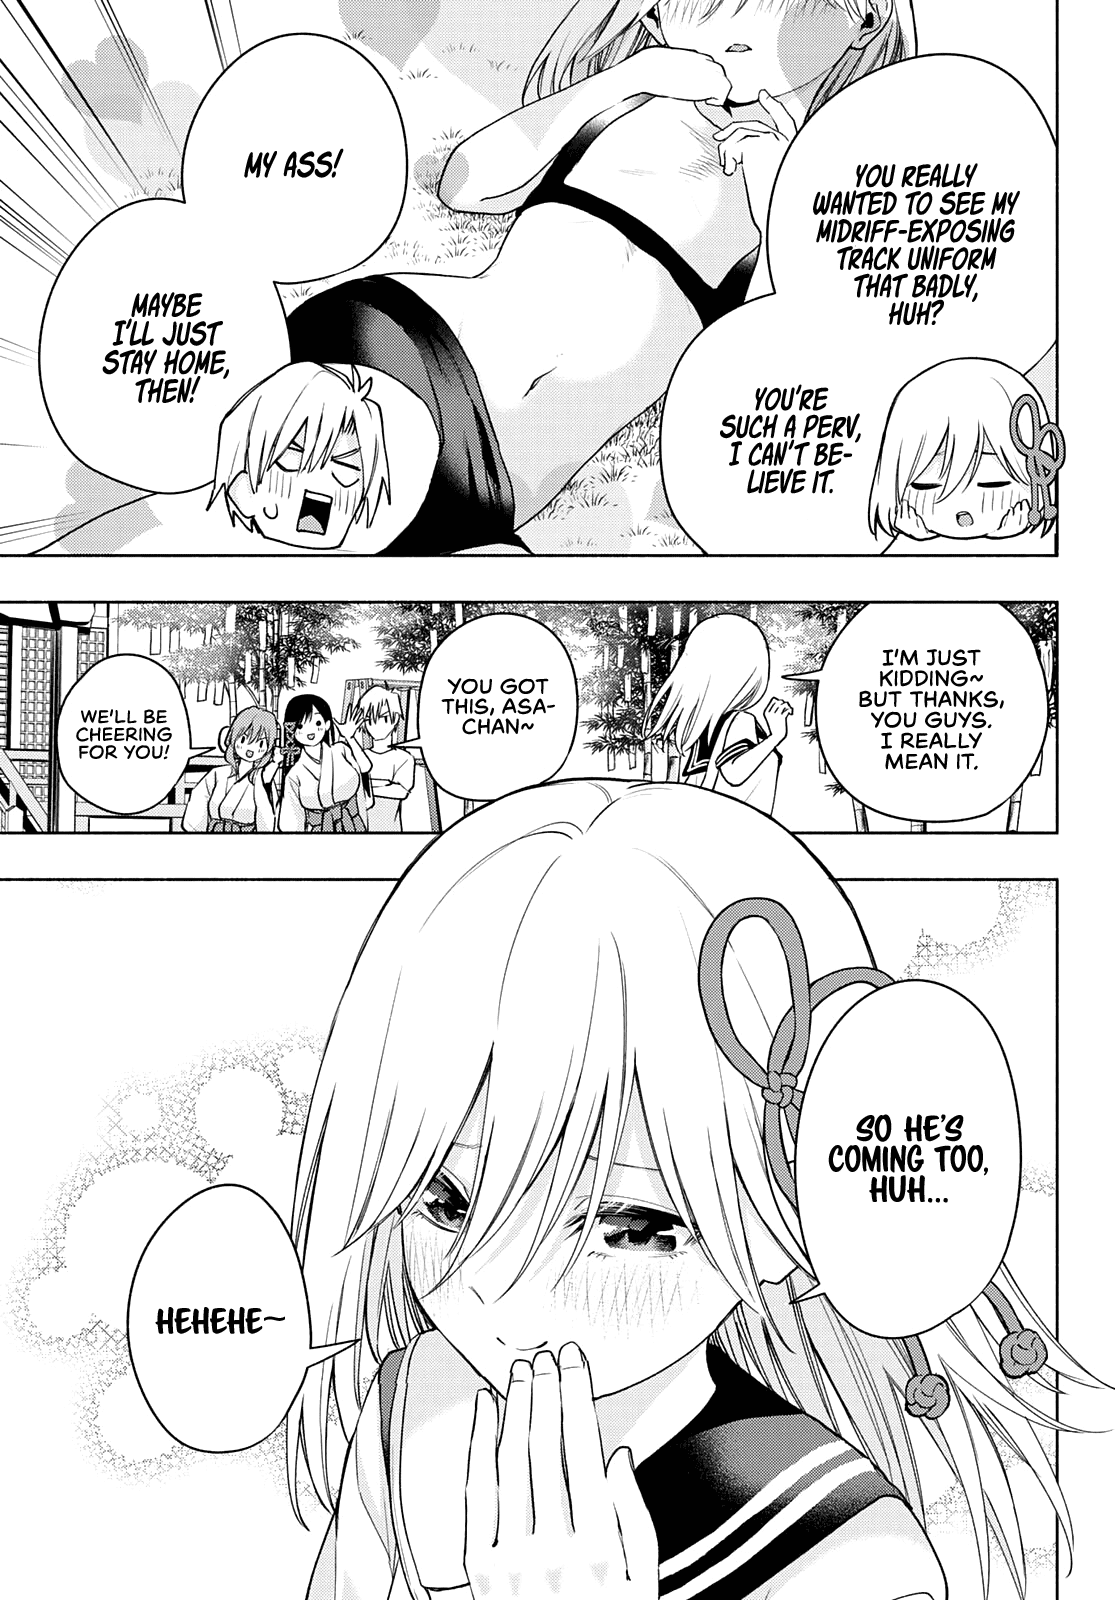 YOU REALLY
WANTED TO SEE MY
MIDRIFF-EXPOSING
TRACK UNIFORM
THAT BADLY,
HUH?
YOU'RE
SUCH A PERV,
I CAN'T BE-
LIEVE IT.
MY ASS!
MAYBE
I'LL JUST
STAY HOME,
THEN!
I'M JUST
KIDDING~
BUT THANKS,
YOU GUYS.
I REALLY
MEAN IT.
YOU GOT
THIS, ASA-
CHAN~
WE'LL BE
CHEERING
FOR YOU!
SO HE'S
COMING TOO,
HUH...
HEHEHE~